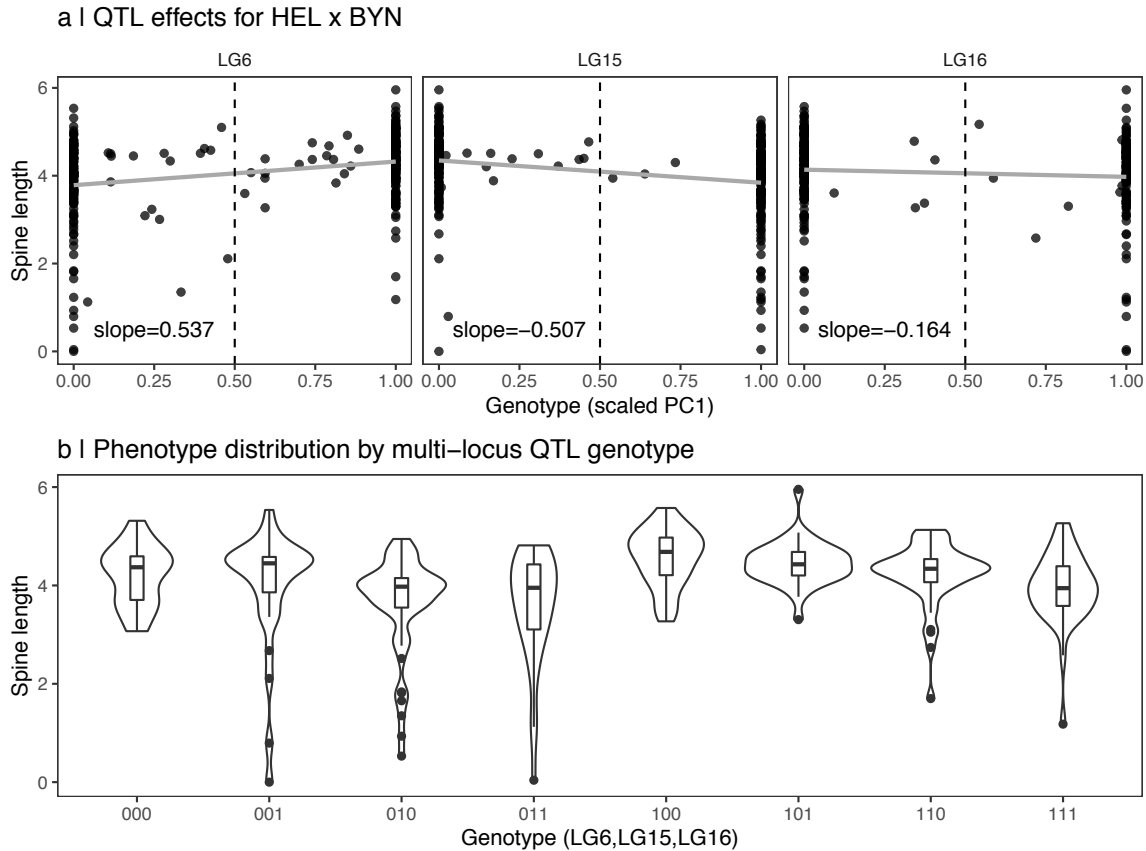 a | QTL effects for HEL x BYN
LG6 LG15 LG16
Spine length
6
4
2
0
slope=0.537 slope=−0.507 slope=−0.164
0.00 0.25 0.50 0.75 1.00 0.00 0.25 0.50 0.75 1.00 0.00 0.25 0.50 0.75 1.00
Genotype (scaled PC1)
b | Phenotype distribution by multi−locus QTL genotype
Spine length
6
4
2
0
000 001 010 011 100 101 110 111
Genotype (LG6,LG15,LG16)